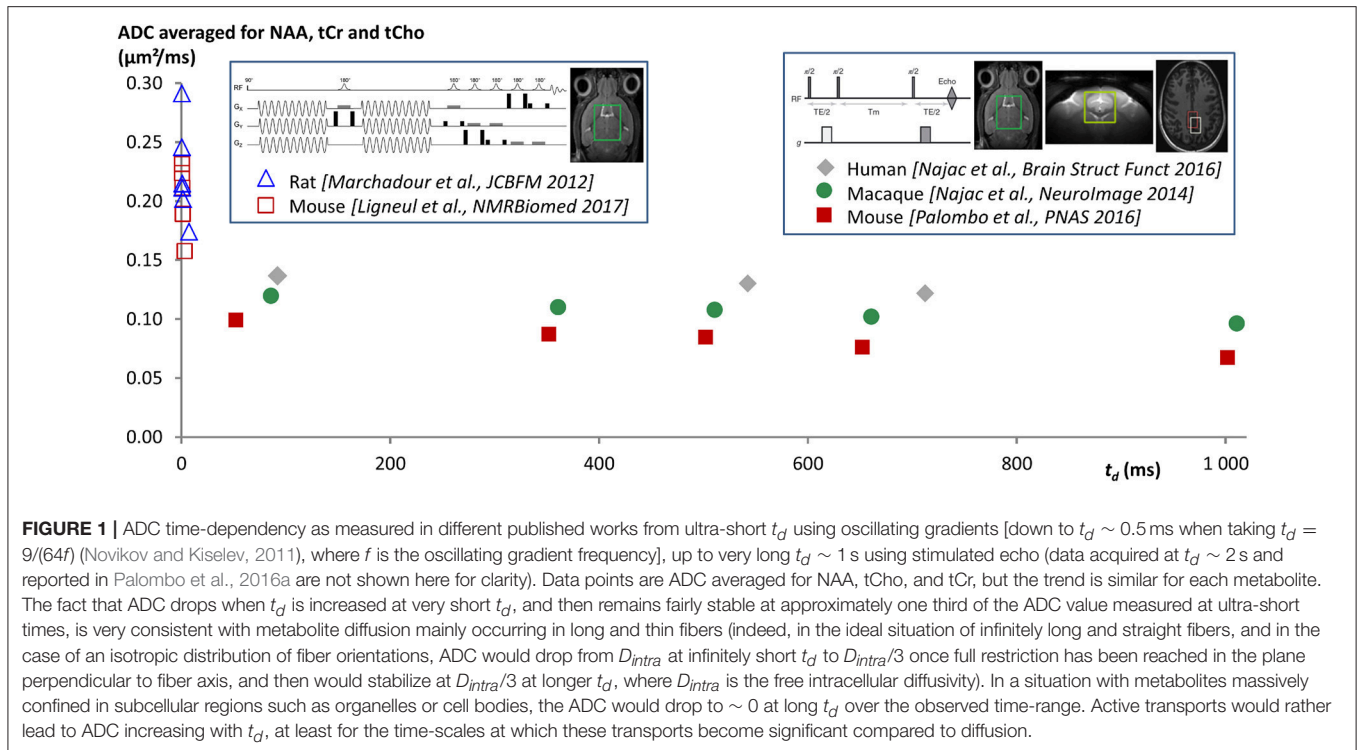 ADC averaged for NAA, tCr and tCho
(μm²/ms)
0.30
0.25
0.20
0.15
0.10
0.05
0.00
0
200
400
600
800
1 000
t_d (ms)
90° 180° 180° 180° 180° 180° 180°
RF
Gx
Gy
Gz
Rat [Marchadour et al., JCBFM 2012]
Mouse [Ligneul et al., NMRBiomed 2017]
π/2 π/2 π/2 Echo
RF
TE/2 Tm TE/2
g
Human [Najac et al., Brain Struct Funct 2016]
Macaque [Najac et al., NeuroImage 2014]
Mouse [Palombo et al., PNAS 2016]
FIGURE 1 | ADC time-dependency as measured in different published works from ultra-short t_d using oscillating gradients [down to t_d ∼ 0.5 ms when taking t_d =
9/(64f) (Novikov and Kiselev, 2011), where f is the oscillating gradient frequency], up to very long t_d ∼ 1 s using stimulated echo (data acquired at t_d ∼ 2 s and
reported in Palombo et al., 2016a are not shown here for clarity). Data points are ADC averaged for NAA, tCho, and tCr, but the trend is similar for each metabolite.
The fact that ADC drops when t_d is increased at very short t_d, and then remains fairly stable at approximately one third of the ADC value measured at ultra-short
times, is very consistent with metabolite diffusion mainly occurring in long and thin fibers (indeed, in the ideal situation of infinitely long and straight fibers, and in the
case of an isotropic distribution of fiber orientations, ADC would drop from D_intra at infinitely short t_d to D_intra/3 once full restriction has been reached in the plane
perpendicular to fiber axis, and then would stabilize at D_intra/3 at longer t_d, where D_intra is the free intracellular diffusivity). In a situation with metabolites massively
confined in subcellular regions such as organelles or cell bodies, the ADC would drop to ∼ 0 at long t_d over the observed time-range. Active transports would rather
lead to ADC increasing with t_d, at least for the time-scales at which these transports become significant compared to diffusion.